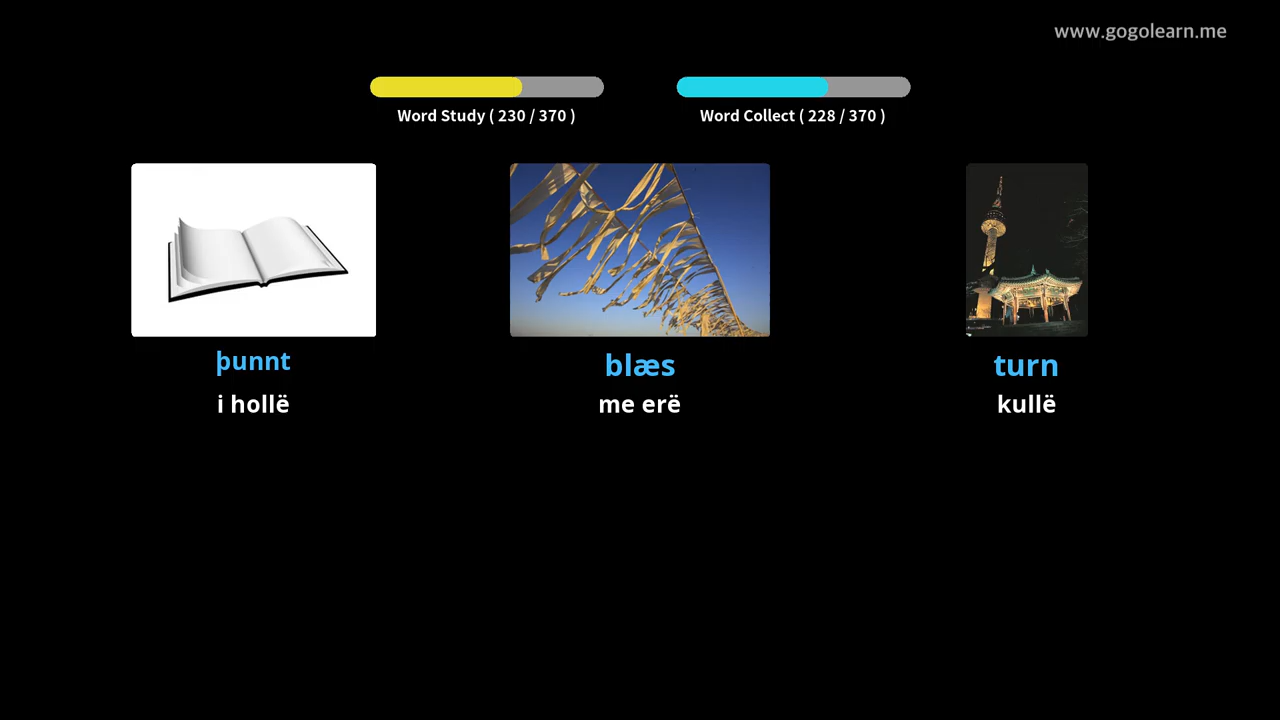 www.gogolearn.me
Word Study ( 230 / 370 )
Word Collect ( 228 / 370 )
þunnt
blæs
turn
i hollë
me erë
kullë